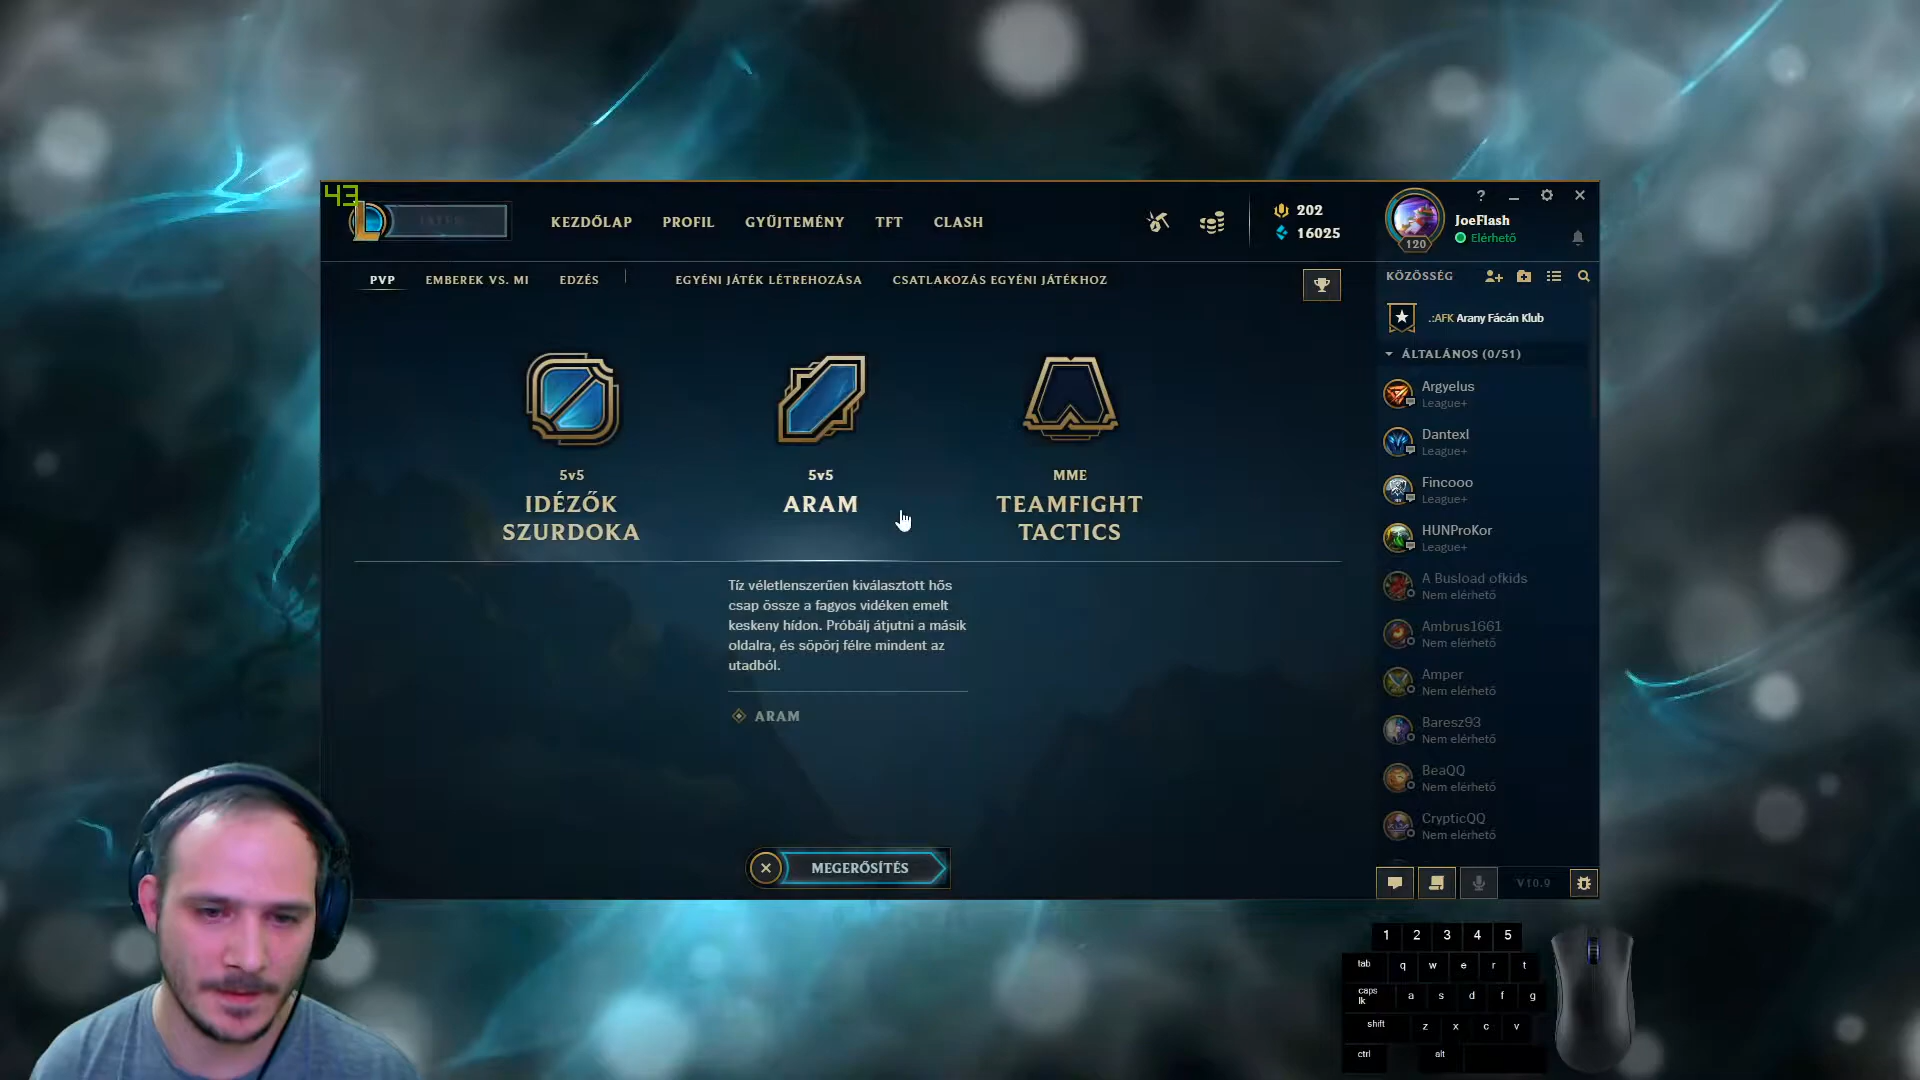 43
KEZDŐLAP
PROFIL
GYŰJTEMÉNY
TFT
CLASH
202
16025
120
?
JoeFlash
Elérhető
PVP
EMBEREK VS. MI
EDZÉS
EGYÉNI JÁTÉK LÉTREHOZÁSA
CSATLAKOZÁS EGYÉNI JÁTÉKHOZ
KÖZÖSSÉG
.:AFK Arany Fácán Klub
ÁLTALÁNOS (0/51)
5v5
IDÉZŐK
SZURDOKA
5v5
ARAM
MME
TEAMFIGHT
TACTICS
Tíz véletlenszerűen kiválasztott hős
csap össze a fagyos vidéken emelt
keskeny hídon. Próbálj átjutni a másik
oldalra, és söpörj félre mindent az
utadból.
ARAM
MEGERŐSÍTÉS
Argyelus
League+
Dantexl
League+
Fincooo
League+
HUNProKor
League+
A Busload ofkids
Nem elérhető
Ambrus1661
Nem elérhető
Amper
Nem elérhető
Baresz93
Nem elérhető
BeaQQ
Nem elérhető
CrypticQQ
Nem elérhető
V10.9
1 2 3 4 5
tab q w e r t
caps
lk
a s d f g
shift z x c v
ctrl alt